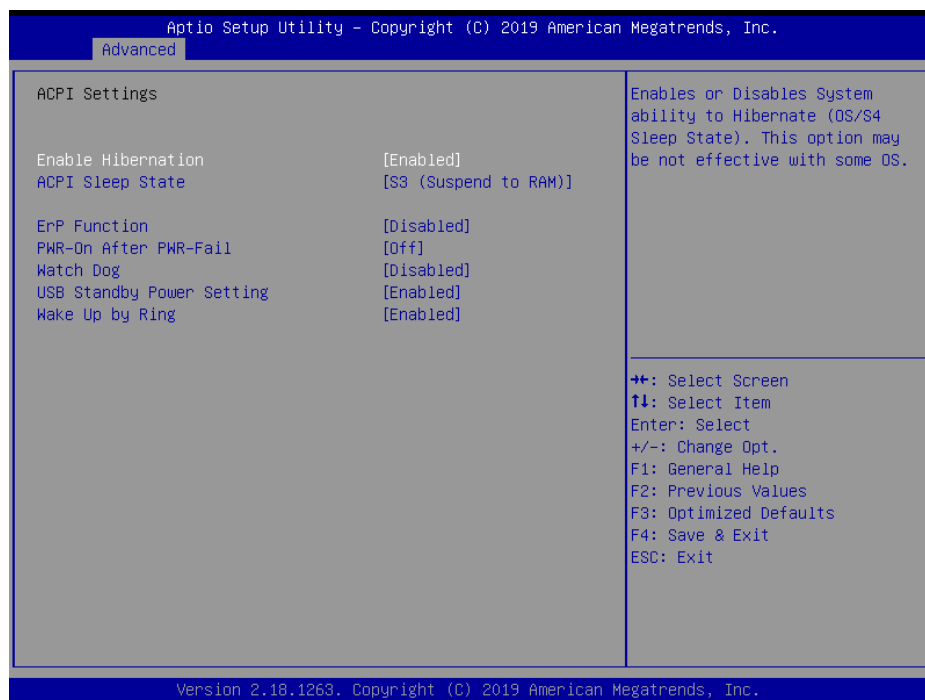 Aptio Setup Utility – Copyright (C) 2019 American Megatrends, Inc.
Advanced
ACPI Settings
Enable Hibernation [Enabled]
ACPI Sleep State [S3 (Suspend to RAM)]
ErP Function [Disabled]
PWR-On After PWR-Fail [Off]
Watch Dog [Disabled]
USB Standby Power Setting [Enabled]
Wake Up by Ring [Enabled]
Enables or Disables System
ability to Hibernate (OS/S4
Sleep State). This option may
be not effective with some OS.
→←: Select Screen
↑↓: Select Item
Enter: Select
+/-: Change Opt.
F1: General Help
F2: Previous Values
F3: Optimized Defaults
F4: Save & Exit
ESC: Exit
Version 2.18.1263. Copyright (C) 2019 American Megatrends, Inc.